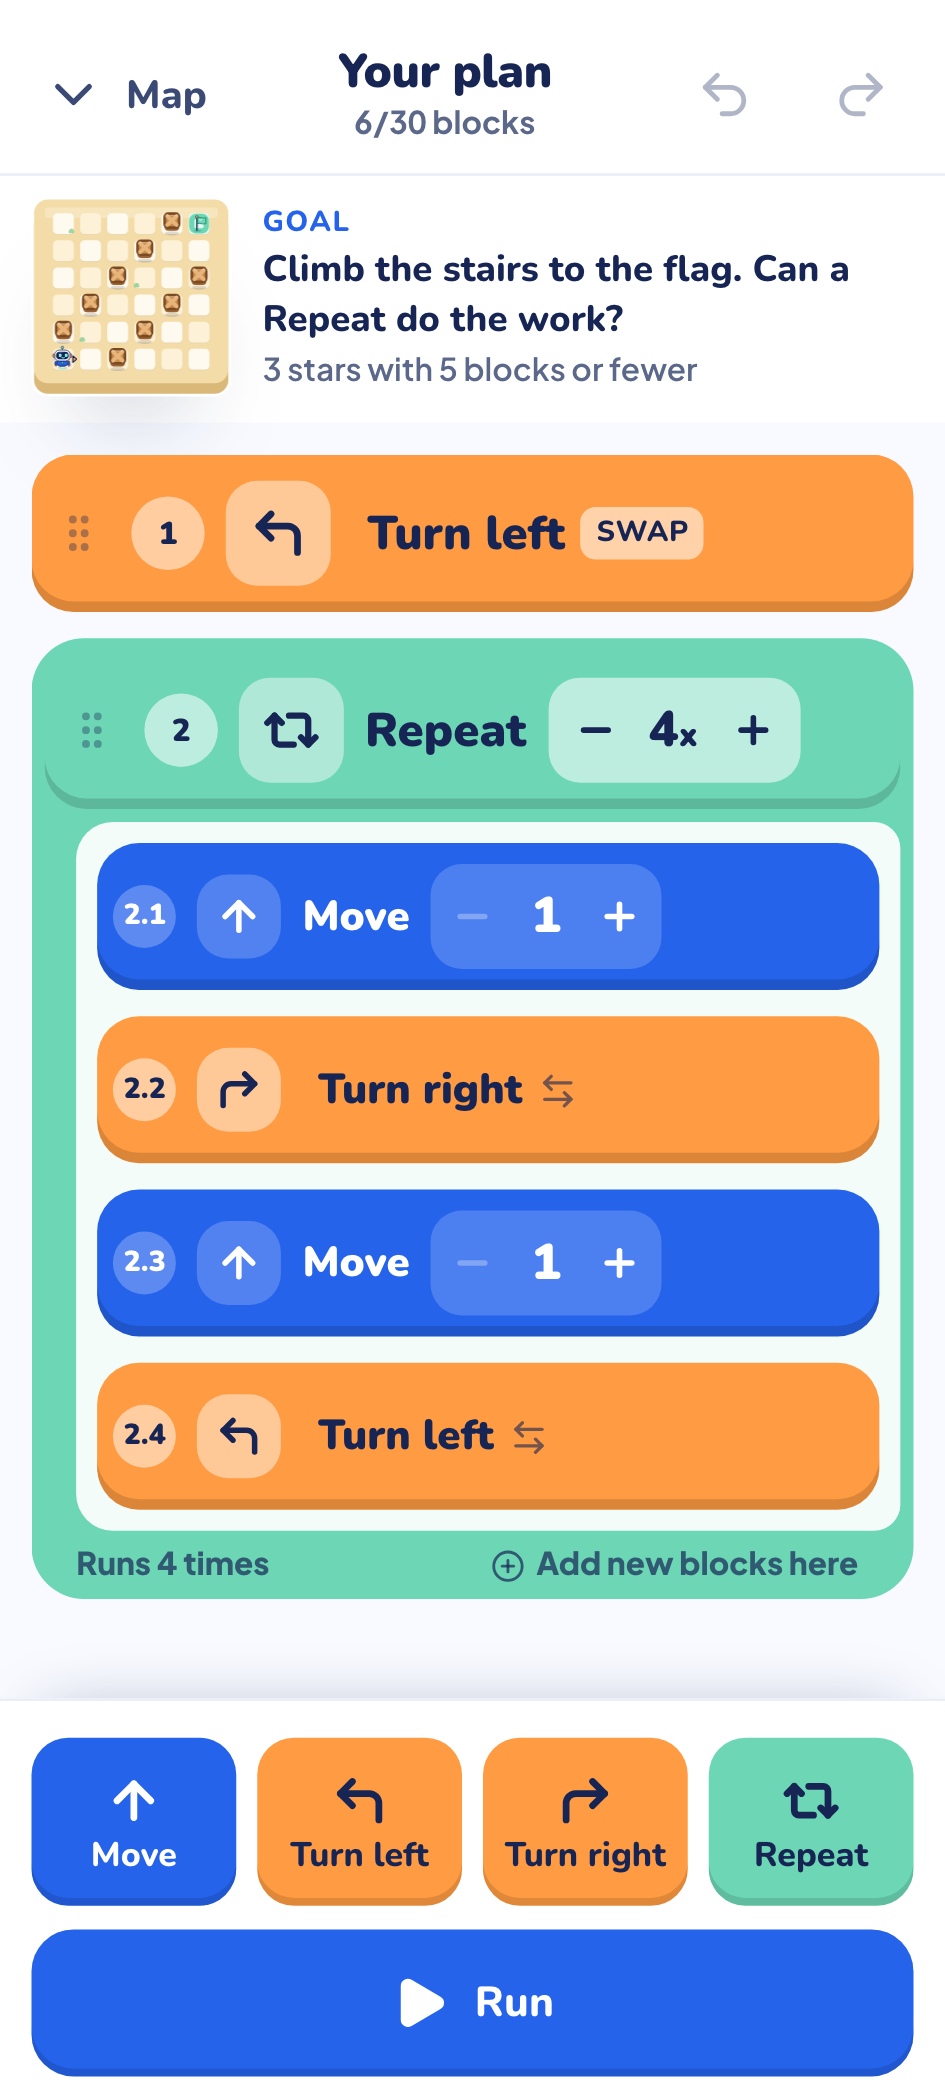 Map
Your plan
6/30 blocks
GOAL
Climb the stairs to the flag. Can a
Repeat do the work?
3 stars with 5 blocks or fewer
1 Turn left SWAP
2 Repeat − 4x +
2.1 Move − 1 +
2.2 Turn right
2.3 Move − 1 +
2.4 Turn left
Runs 4 times
Add new blocks here
Move
Turn left
Turn right
Repeat
Run